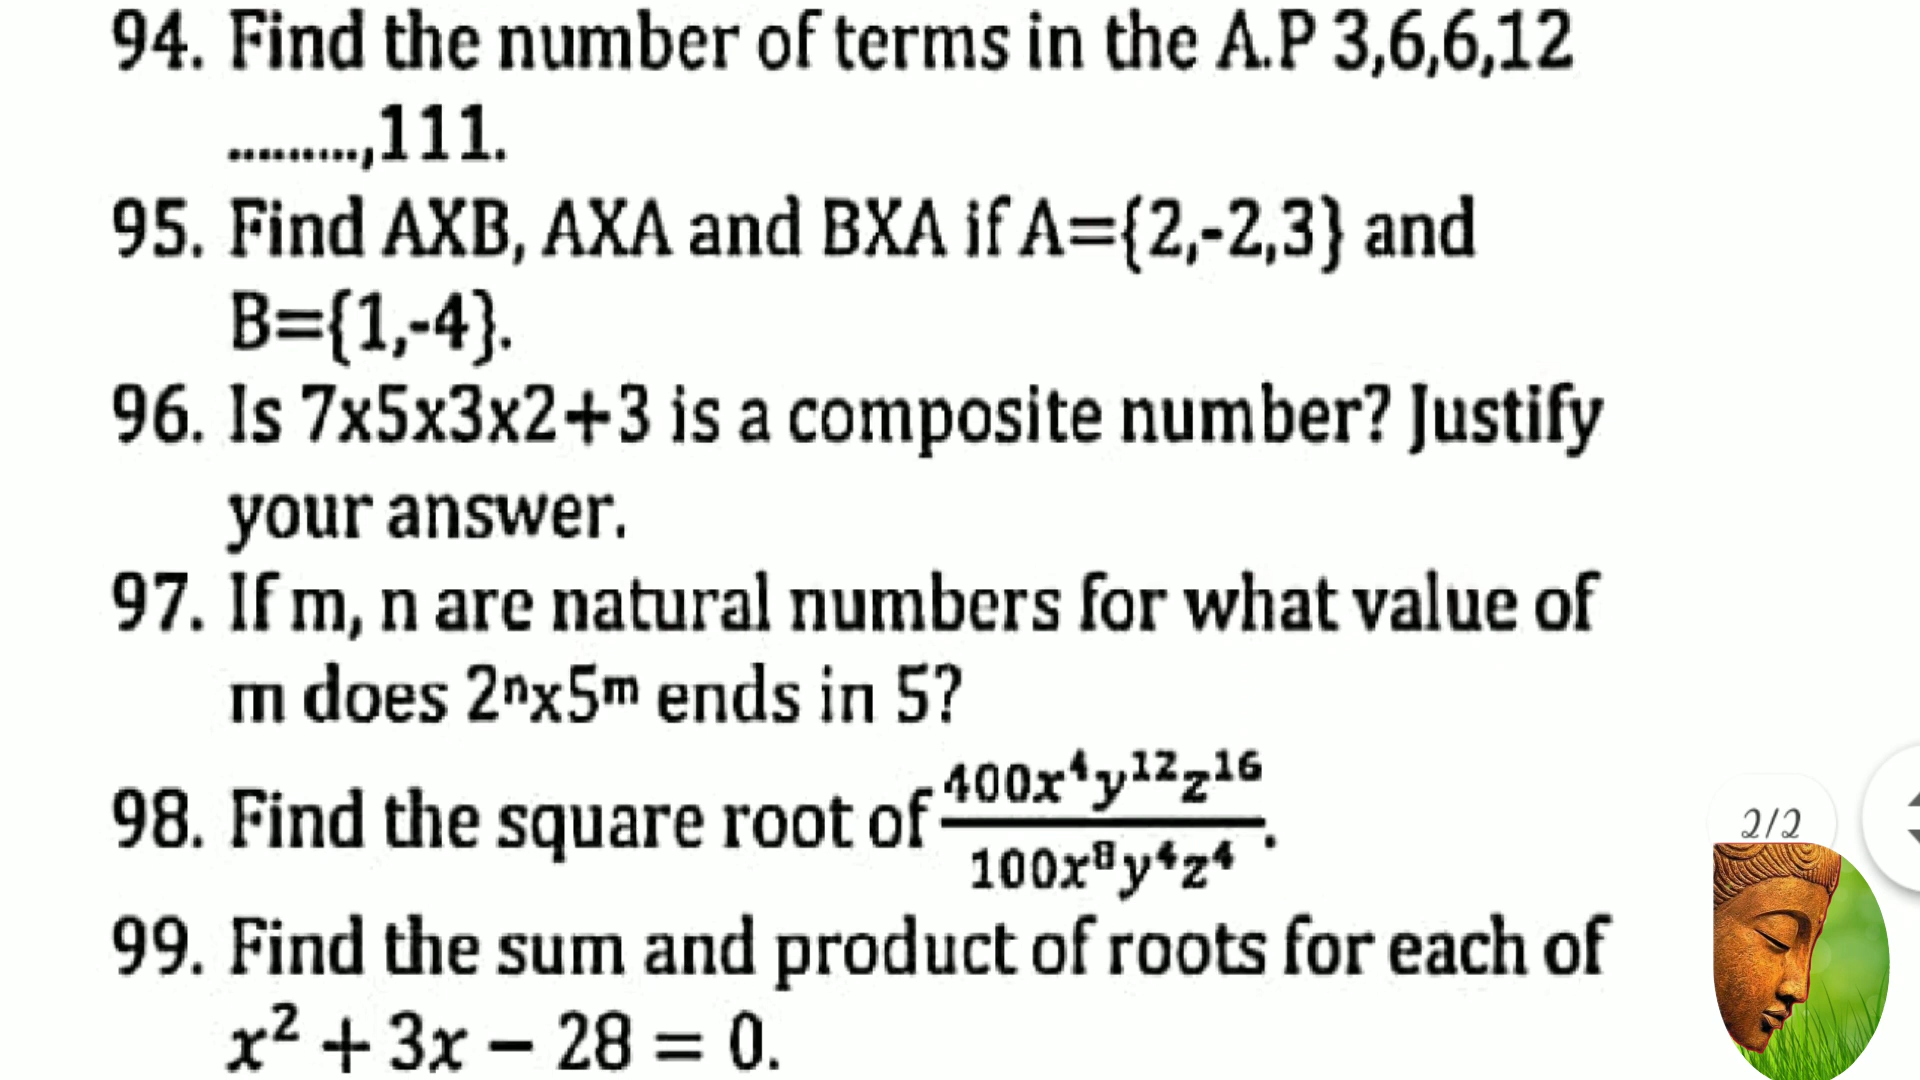 94. Find the number of terms in the A.P 3,6,6,12
.........,111.
95. Find AXB, AXA and BXA if A={2,-2,3} and
B={1,-4}.
96. Is 7x5x3x2+3 is a composite number? Justify
your answer.
97. If m, n are natural numbers for what value of
m does 2ⁿx5ᵐ ends in 5?
98. Find the square root of 400x⁴y¹²z¹⁶ / 100x⁸y⁴z⁴.
2/2
99. Find the sum and product of roots for each of
x² + 3x − 28 = 0.